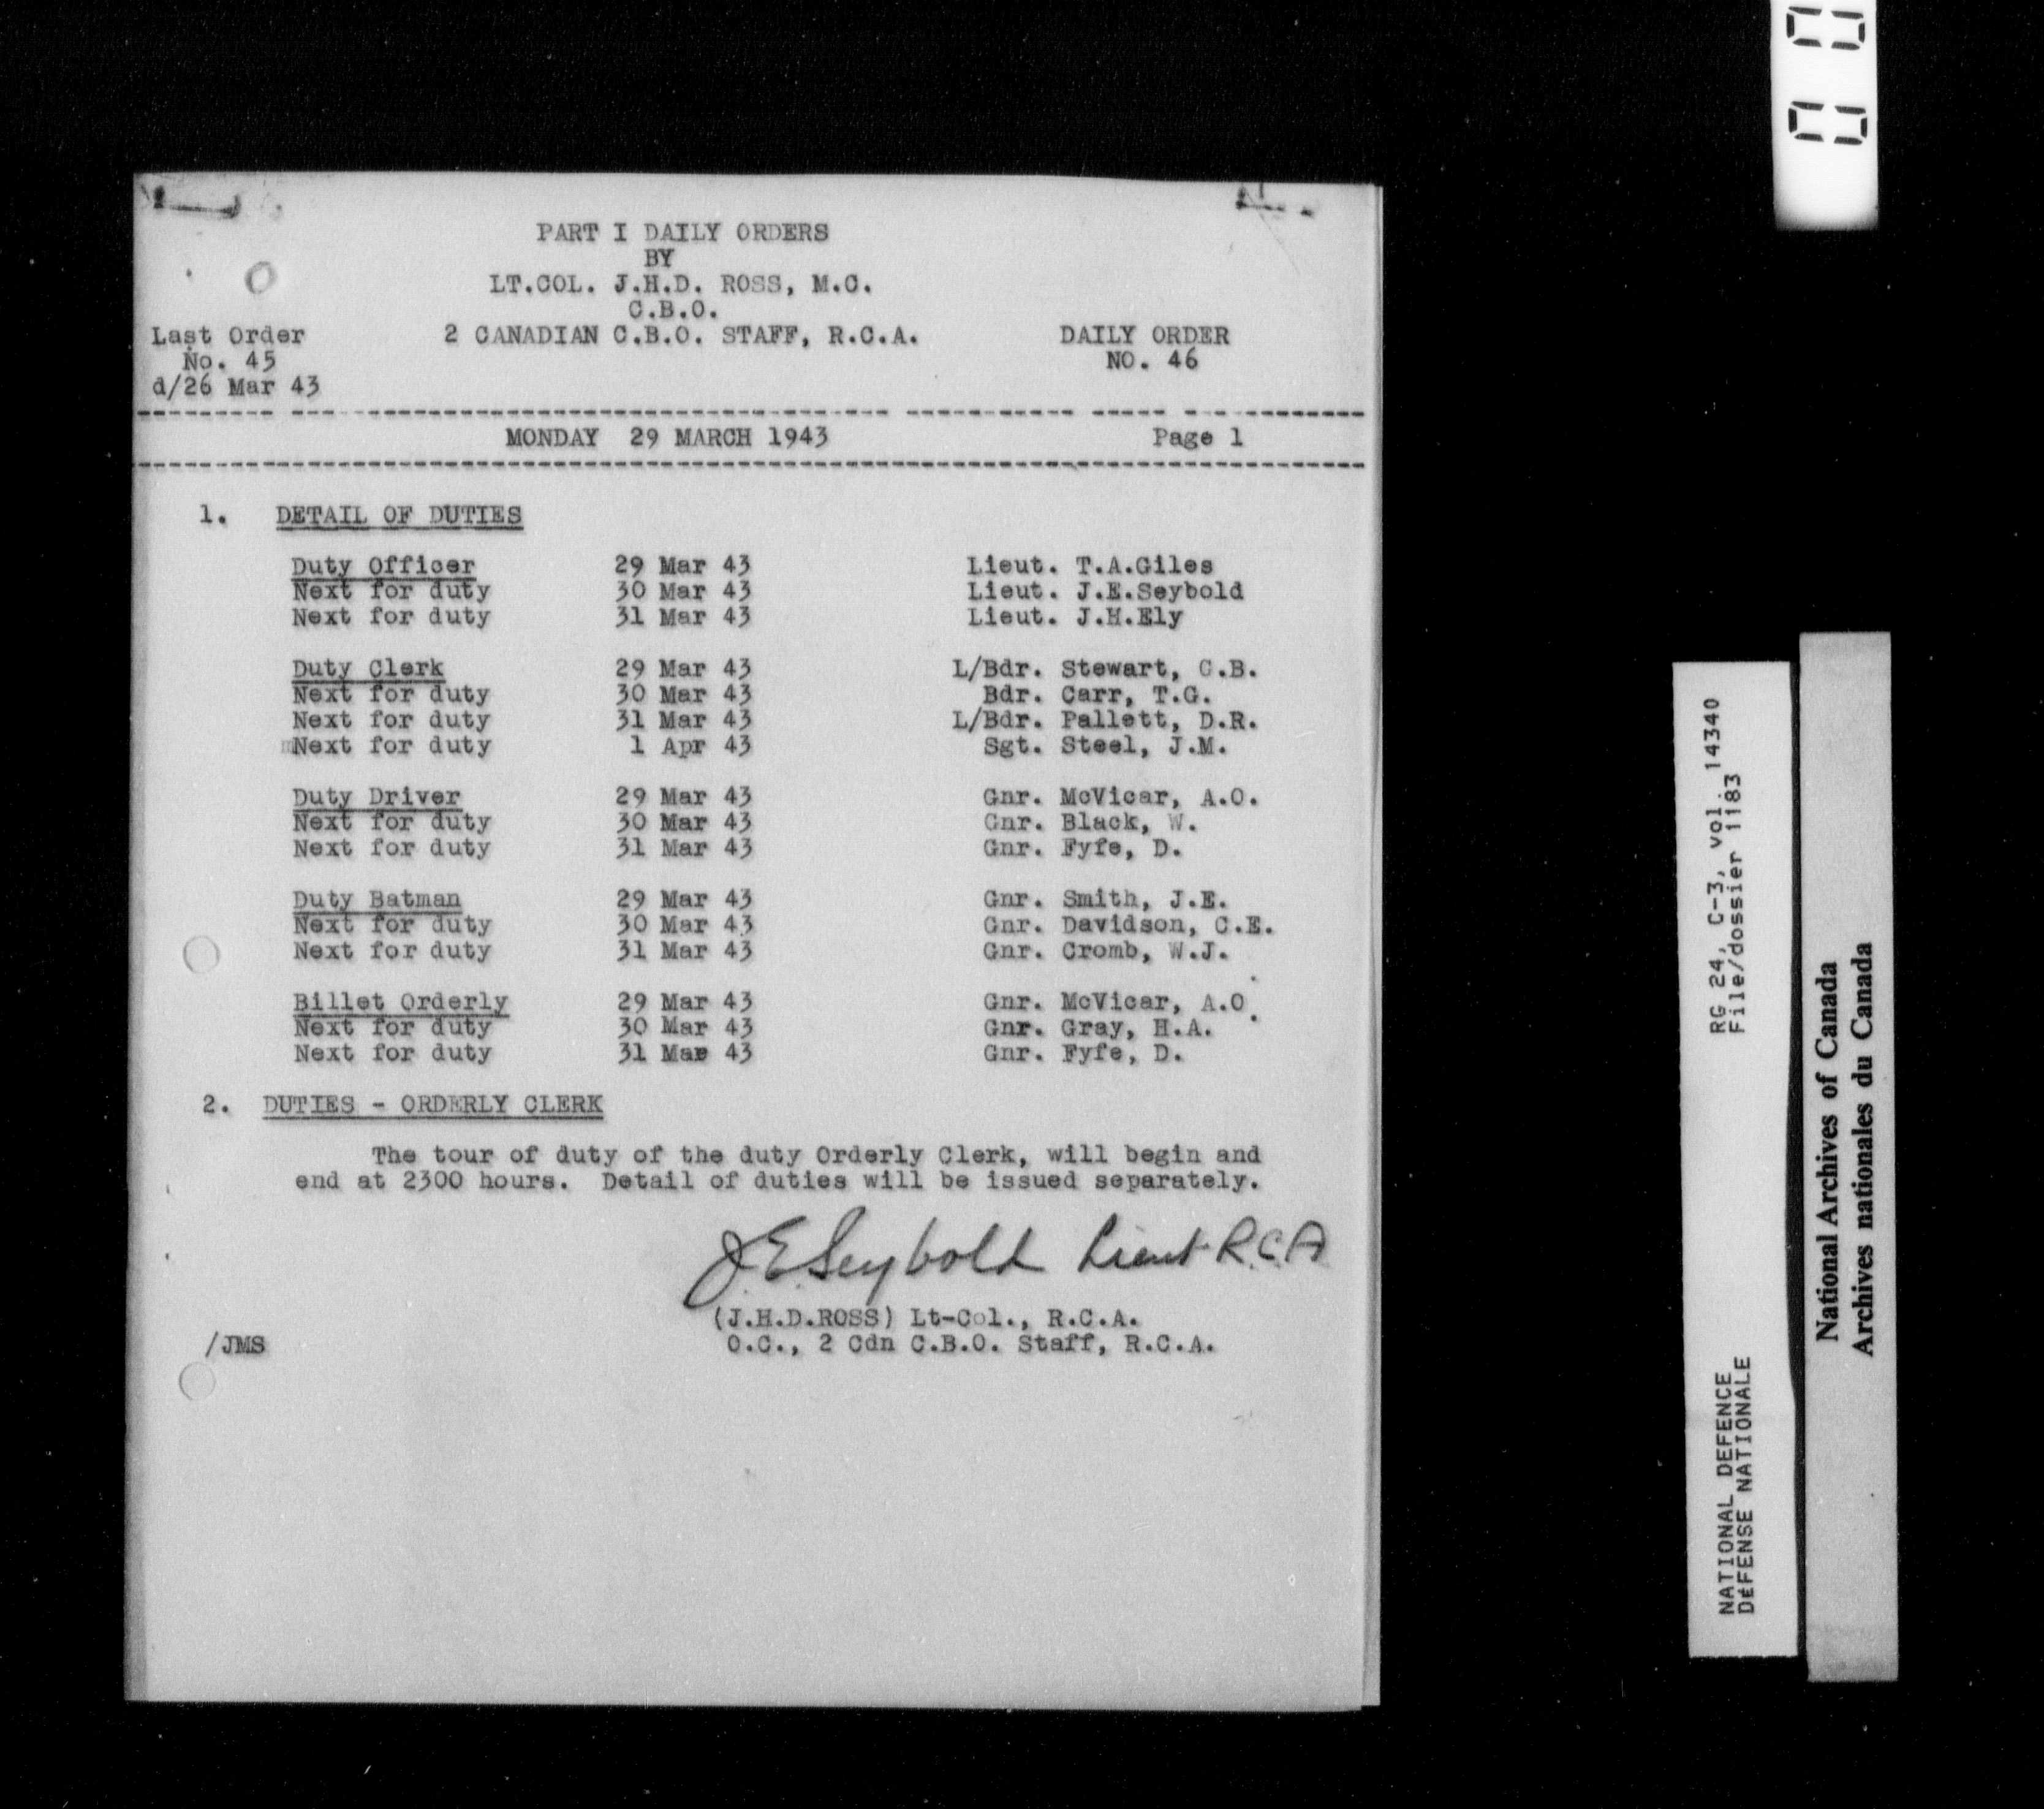 PART I DAILY ORDERS
BY
LT.COL. J.H.D. ROSS, M.C.
C.B.O.
Last Order 2 CANADIAN C.B.O. STAFF, R.C.A. DAILY ORDER
No. 45 NO. 46
d/26 Mar 43
MONDAY 29 MARCH 1943 Page 1
1. DETAIL OF DUTIES
Duty Officer 29 Mar 43 Lieut. T.A.Giles
Next for duty 30 Mar 43 Lieut. J.E.Seybold
Next for duty 31 Mar 43 Lieut. J.H.Ely
Duty Clerk 29 Mar 43 L/Bdr. Stewart, C.B.
Next for duty 30 Mar 43 Bdr. Carr, T.G.
Next for duty 31 Mar 43 L/Bdr. Pallett, D.R.
Next for duty 1 Apr 43 Sgt. Steel, J.M.
Duty Driver 29 Mar 43 Gnr. McVicar, A.O.
Next for duty 30 Mar 43 Gnr. Black, W.
Next for duty 31 Mar 43 Gnr. Fyfe, D.
Duty Batman 29 Mar 43 Gnr. Smith, J.E.
Next for duty 30 Mar 43 Gnr. Davidson, C.E.
Next for duty 31 Mar 43 Gnr. Cromb, W.J.
Billet Orderly 29 Mar 43 Gnr. McVicar, A.O.
Next for duty 30 Mar 43 Gnr. Gray, H.A.
Next for duty 31 Mar 43 Gnr. Fyfe, D.
2. DUTIES - ORDERLY CLERK
The tour of duty of the duty Orderly Clerk, will begin and
end at 2300 hours. Detail of duties will be issued separately.
J E Seybold Lieut R.C.A
(J.H.D.ROSS) Lt-Col., R.C.A.
/JMS O.C., 2 Cdn C.B.O. Staff, R.C.A.
RG 24, C-3, vol. 14340
File/dossier 1183
NATIONAL DEFENCE
DÉFENSE NATIONALE
National Archives of Canada
Archives nationales du Canada